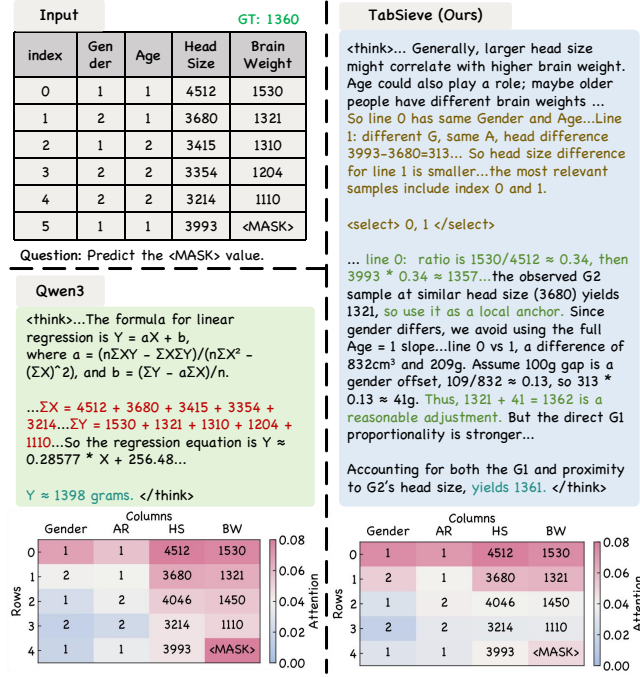 Input
GT: 1360
index Gen der Age Head Size Brain Weight
0 1 1 4512 1530
1 2 1 3680 1321
2 1 2 3415 1310
3 2 2 3354 1204
4 2 2 3214 1110
5 1 1 3993 <MASK>
Question: Predict the <MASK> value.
Qwen3
<think>...The formula for linear
regression is Y = aX + b,
where a = (nΣXY – ΣXΣY)/(nΣX² –
(ΣX)^2), and b = (ΣY – aΣX)/n.
...ΣX = 4512 + 3680 + 3415 + 3354 +
3214...ΣY = 1530 + 1321 + 1310 + 1204 +
1110...So the regression equation is Y ≈
0.28577 * X + 256.48...
Y ≈ 1398 grams. </think>
Columns
Gender AR HS BW
0 1 1 4512 1530
1 2 1 3680 1321
2 1 2 4046 1450
3 2 2 3214 1110
4 1 1 3993 <MASK>
Rows
0.08
0.06
0.04
0.02
0.00
Attention
TabSieve (Ours)
<think>... Generally, larger head size
might correlate with higher brain weight.
Age could also play a role; maybe older
people have different brain weights ...
So line 0 has same Gender and Age...Line
1: different G, same A, head difference
3993-3680=313... So head size difference
for line 1 is smaller...the most relevant
samples include index 0 and 1.
<select> 0, 1 </select>
... line 0: ratio is 1530/4512 ≈ 0.34, then
3993 * 0.34 ≈ 1357...the observed G2
sample at similar head size (3680) yields
1321, so use it as a local anchor. Since
gender differs, we avoid using the full
Age = 1 slope...line 0 vs 1, a difference of
832cm³ and 209g. Assume 100g gap is a
gender offset, 109/832 ≈ 0.13, so 313 *
0.13 ≈ 41g. Thus, 1321 + 41 = 1362 is a
reasonable adjustment. But the direct G1
proportionality is stronger...
Accounting for both the G1 and proximity
to G2's head size, yields 1361. </think>
Columns
Gender AR HS BW
0 1 1 4512 1530
1 2 1 3680 1321
2 1 2 4046 1450
3 2 2 3214 1110
4 1 1 3993 <MASK>
Rows
0.08
0.06
0.04
0.02
0.00
Attention